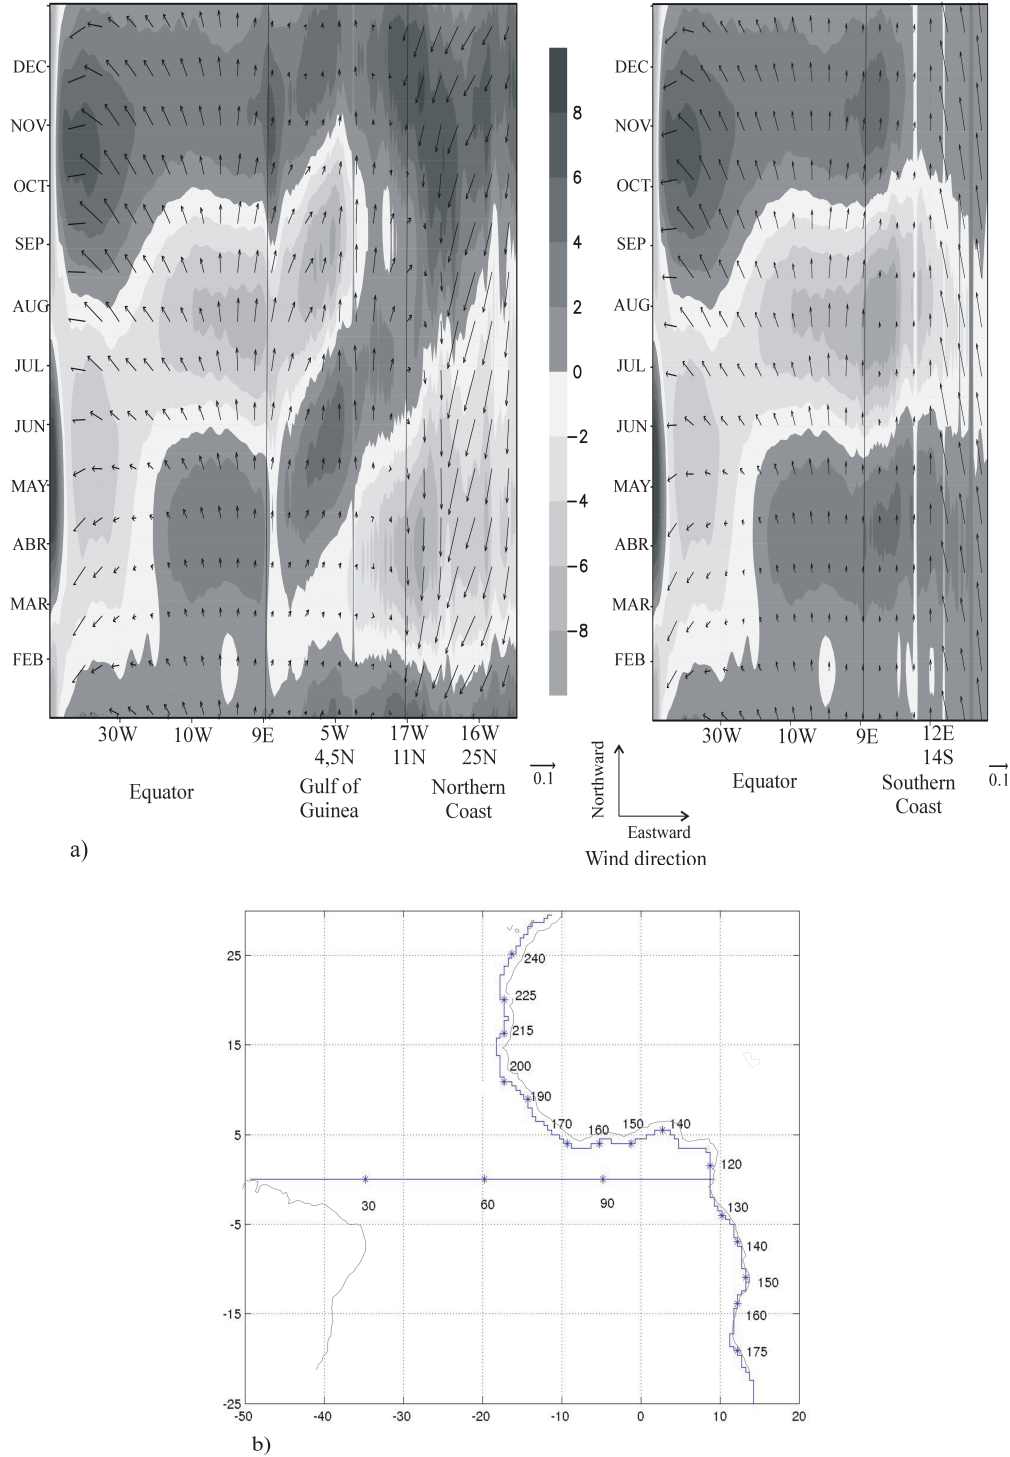 DEC
NOV
OCT
SEP
AUG
JUL
JUN
MAY
ABR
MAR
FEB
30W 10W 9E 5W 17W 16W
4,5N 11N 25N
Equator
Gulf of
Guinea
Northern
Coast
0.1
8
6
4
2
0
−2
−4
−6
−8
DEC
NOV
OCT
SEP
AUG
JUL
JUN
MAY
ABR
MAR
FEB
30W 10W 9E 12E
14S
Equator
Southern
Coast
0.1
Northward
Eastward
Wind direction
a)
25
15
5
-5
-15
-25
-50 -40 -30 -20 -10 0 10 20
240
225
215
200
190
170 160 150 140
120
30 60 90
130
140
150
160
175
b)